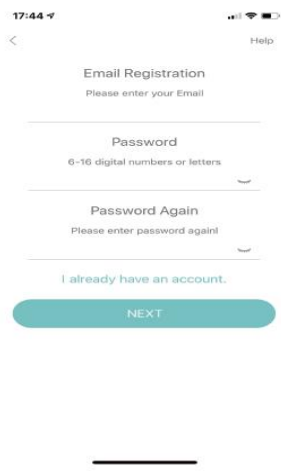 17:44
Help
Email Registration
Please enter your Email
Password
6-16 digital numbers or letters
Password Again
Please enter password again!
I already have an account.
NEXT